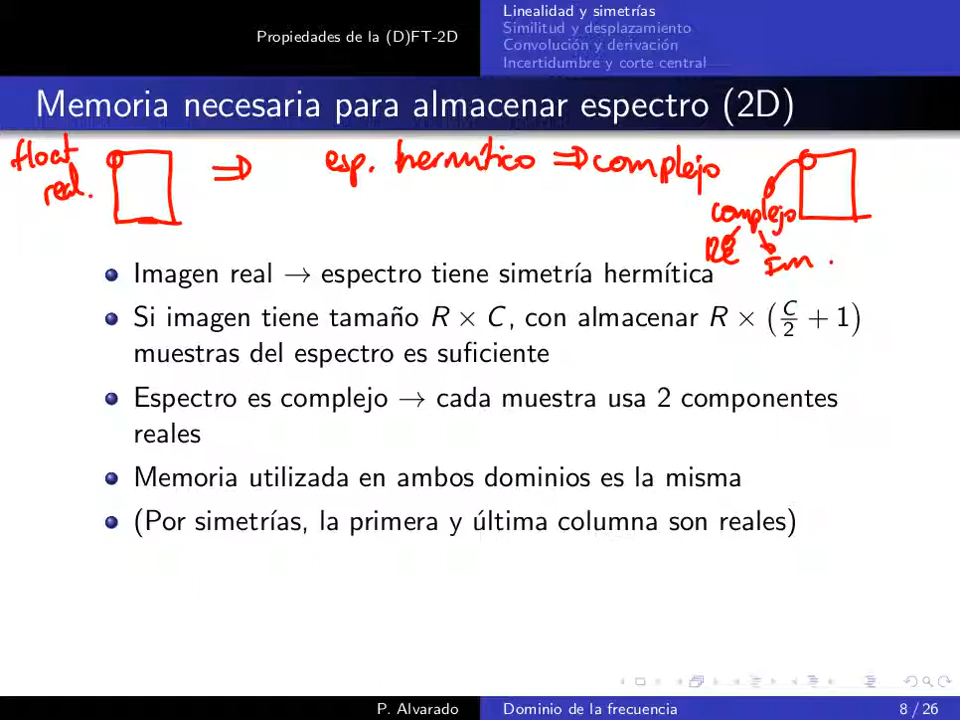 Propiedades de la (D)FT-2D
Linealidad y simetrías
Similitud y desplazamiento
Convolución y derivación
Incertidumbre y corte central
Memoria necesaria para almacenar espectro (2D)
float
real.
⇒ esp. hermítico ⇒ complejo
complejo
RE Im.
Imagen real → espectro tiene simetría hermítica
Si imagen tiene tamaño R × C, con almacenar R × (C/2 + 1)
muestras del espectro es suficiente
Espectro es complejo → cada muestra usa 2 componentes
reales
Memoria utilizada en ambos dominios es la misma
(Por simetrías, la primera y última columna son reales)
P. Alvarado
Dominio de la frecuencia
8 / 26